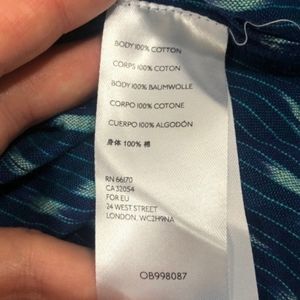 BODY 100% COTTON
CORPS 100% COTON
BODY 100% BAUMWOLLE
CORPO 100% COTONE
CUERPO 100% ALGODÓN
身体 100% 棉
RN 66170
CA 32054
FOR EU
24 WEST STREET
LONDON, WC2H9NA
OB998087